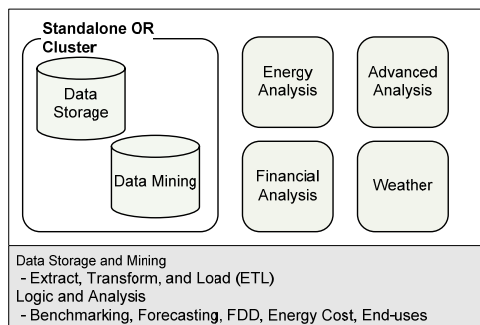 Standalone OR
Cluster
Data
Storage
Data Mining
Energy
Analysis
Advanced
Analysis
Financial
Analysis
Weather
Data Storage and Mining
- Extract, Transform, and Load (ETL)
Logic and Analysis
- Benchmarking, Forecasting, FDD, Energy Cost, End-uses